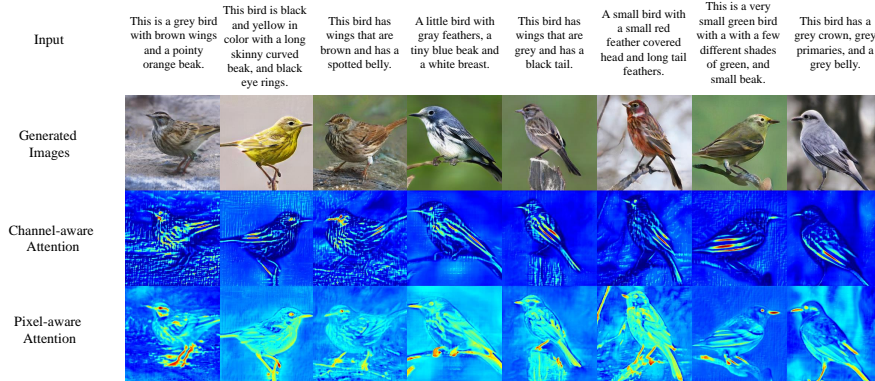 Input
This is a grey bird
with brown wings
and a pointy
orange beak.
This bird is black
and yellow in
color with a long
skinny curved
beak, and black
eye rings.
This bird has
wings that are
brown and has a
spotted belly.
A little bird with
gray feathers, a
tiny blue beak and
a white breast.
This bird has
wings that are
grey and has a
black tail.
A small bird with
a small red
feather covered
head and long tail
feathers.
This is a very
small green bird
with a with a few
different shades
of green, and
small beak.
This bird has a
grey crown, grey
primaries, and a
grey belly.
Generated
Images
Channel-aware
Attention
Pixel-aware
Attention